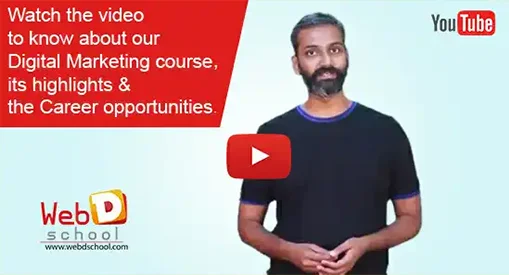 Watch the video
to know about our
Digital Marketing course,
its highlights &
the Career opportunities.
YouTube
Web D
school
www.webdschool.com